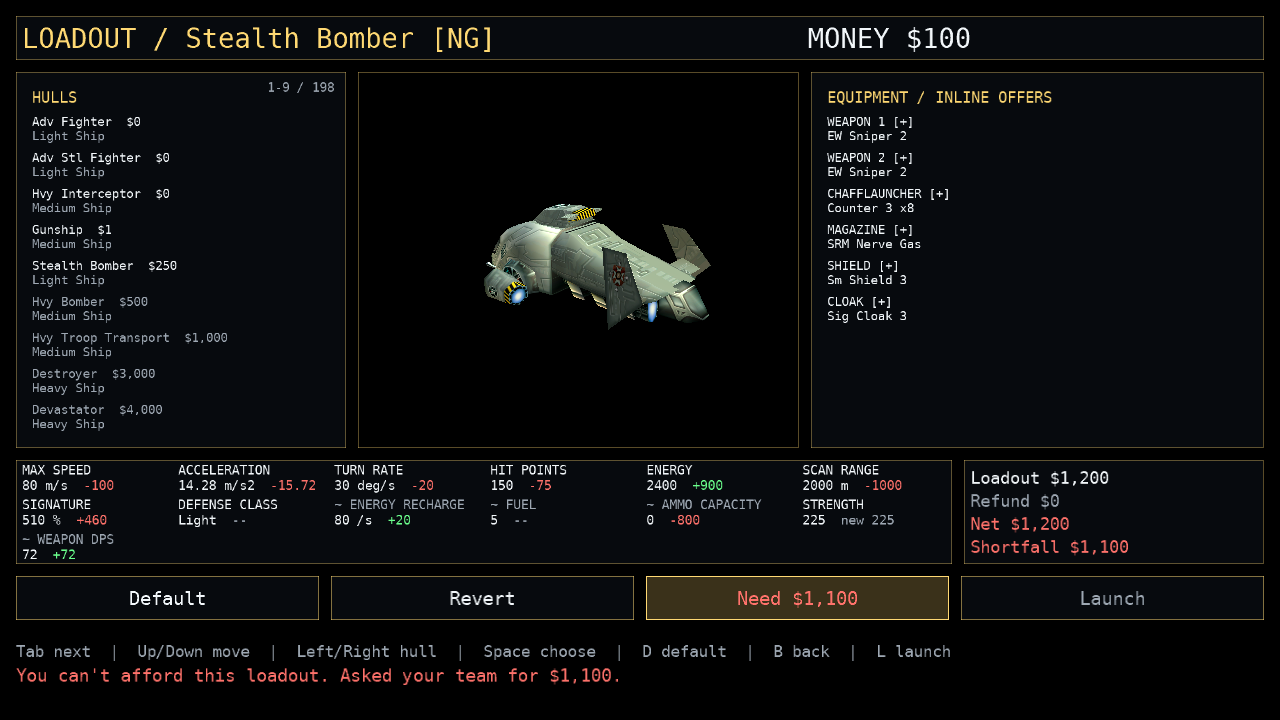 LOADOUT / Stealth Bomber [NG]
MONEY $100
HULLS
1-9 / 198
Adv Fighter  $0
Light Ship
Adv Stl Fighter  $0
Light Ship
Hvy Interceptor  $0
Medium Ship
Gunship  $1
Medium Ship
Stealth Bomber  $250
Light Ship
Hvy Bomber  $500
Medium Ship
Hvy Troop Transport  $1,000
Medium Ship
Destroyer  $3,000
Heavy Ship
Devastator  $4,000
Heavy Ship
EQUIPMENT / INLINE OFFERS
WEAPON 1 [+]
EW Sniper 2
WEAPON 2 [+]
EW Sniper 2
CHAFFLAUNCHER [+]
Counter 3 x8
MAGAZINE [+]
SRM Nerve Gas
SHIELD [+]
Sm Shield 3
CLOAK [+]
Sig Cloak 3
MAX SPEED
80 m/s  -100
ACCELERATION
14.28 m/s2  -15.72
TURN RATE
30 deg/s  -20
HIT POINTS
150  -75
ENERGY
2400  +900
SCAN RANGE
2000 m  -1000
SIGNATURE
510 %  +460
DEFENSE CLASS
Light  --
~ ENERGY RECHARGE
80 /s  +20
~ FUEL
5  --
~ AMMO CAPACITY
0  -800
STRENGTH
225  new 225
~ WEAPON DPS
72  +72
Loadout $1,200
Refund $0
Net $1,200
Shortfall $1,100
Default
Revert
Need $1,100
Launch
Tab next  |  Up/Down move  |  Left/Right hull  |  Space choose  |  D default  |  B back  |  L launch
You can't afford this loadout. Asked your team for $1,100.